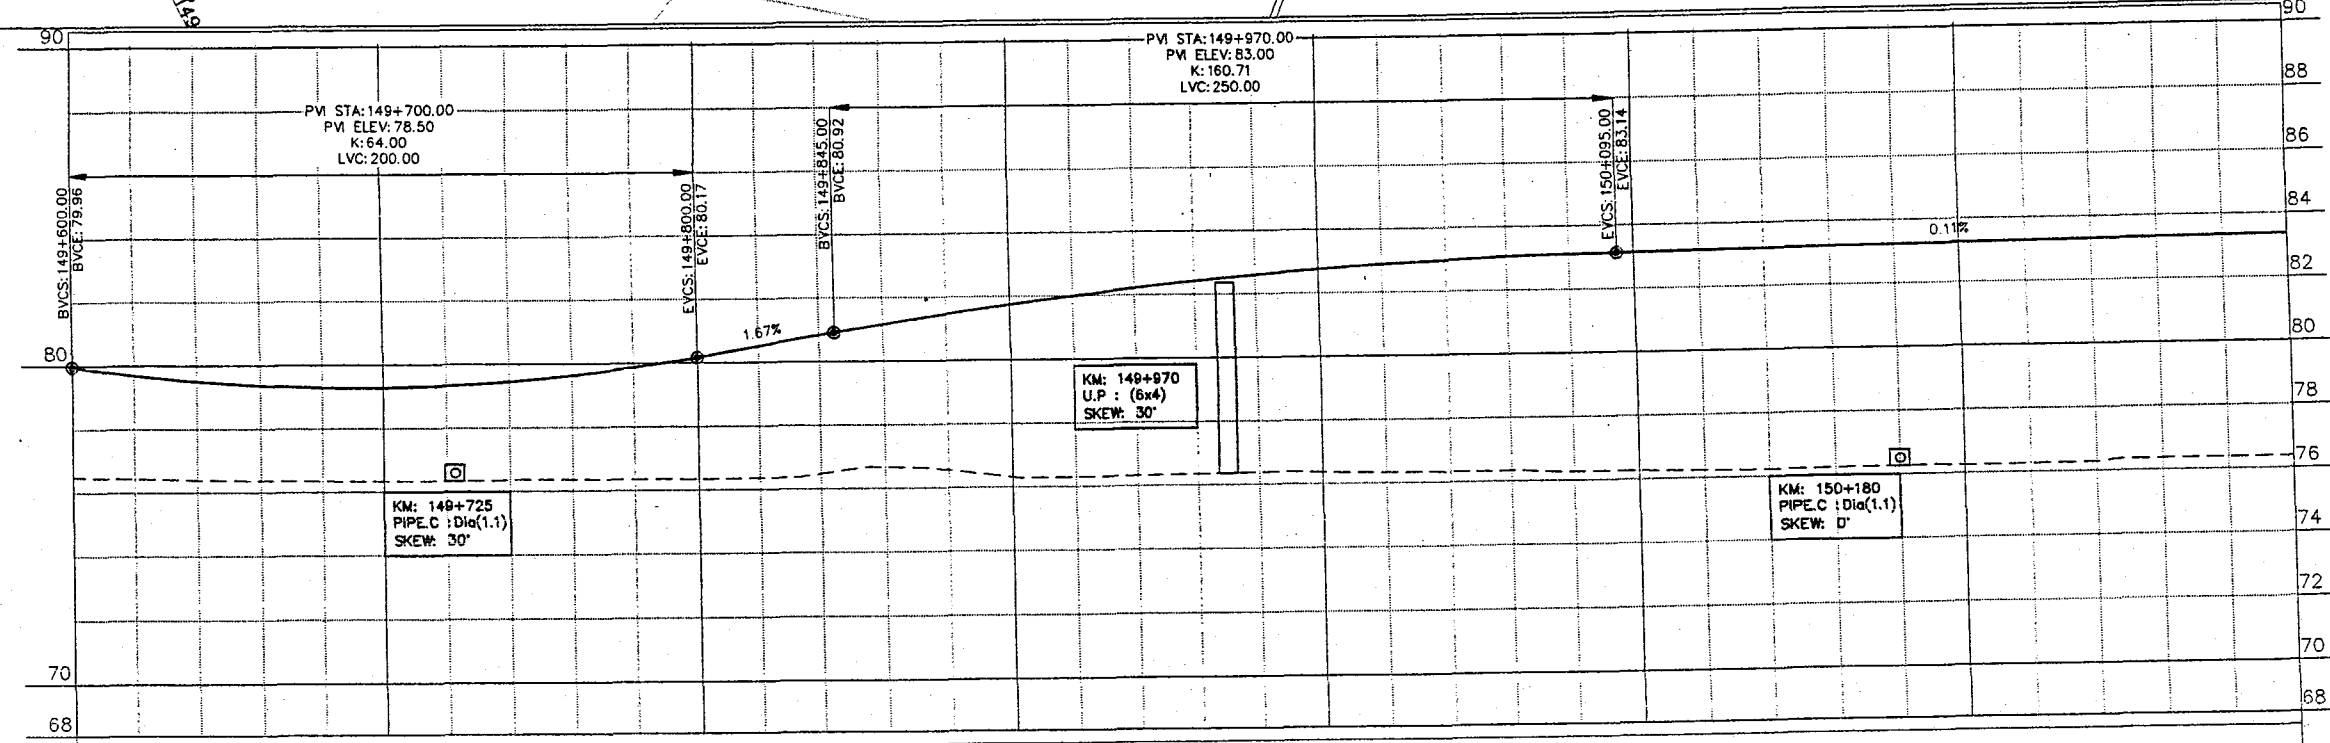 90
90
PVI STA:149+970.00
PVI ELEV:83.00
K:160.71
LVC:250.00
88
PVI STA:149+700.00
PVI ELEV:78.50
K:64.00
LVC:200.00
BVCS:149+845.00
BVCE:80.92
EVCS:150+095.00
EVCE:83.14
86
BVCS:149+600.00
BVCE:79.96
EVCS:149+800.00
EVCE:80.17
84
0.11%
82
1.67%
80
80
KM: 149+970
U.P : (6x4)
SKEW: 30°
78
76
KM: 149+725
PIPE.C :Dia(1.1)
SKEW: 30°
KM: 150+180
PIPE.C :Dia(1.1)
SKEW: 0°
74
72
70
70
68
68